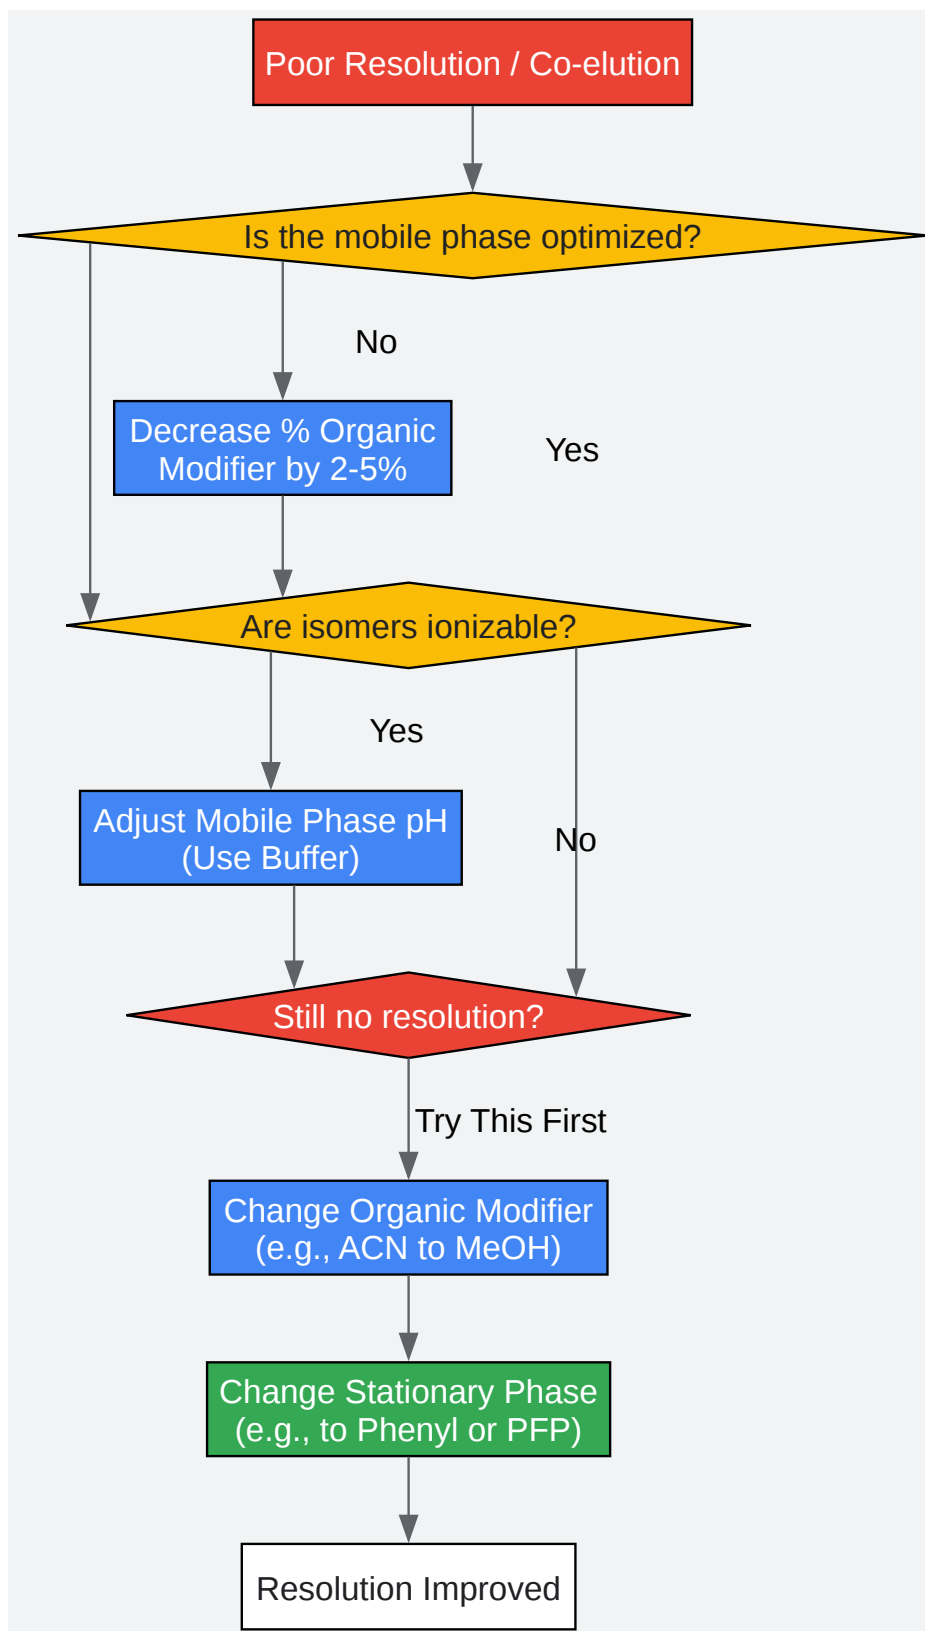 Poor Resolution / Co-elution
Is the mobile phase optimized?
No
Decrease % Organic
Modifier by 2-5%
Yes
Are isomers ionizable?
Yes
Adjust Mobile Phase pH
(Use Buffer)
No
Still no resolution?
Try This First
Change Organic Modifier
(e.g., ACN to MeOH)
Change Stationary Phase
(e.g., to Phenyl or PFP)
Resolution Improved